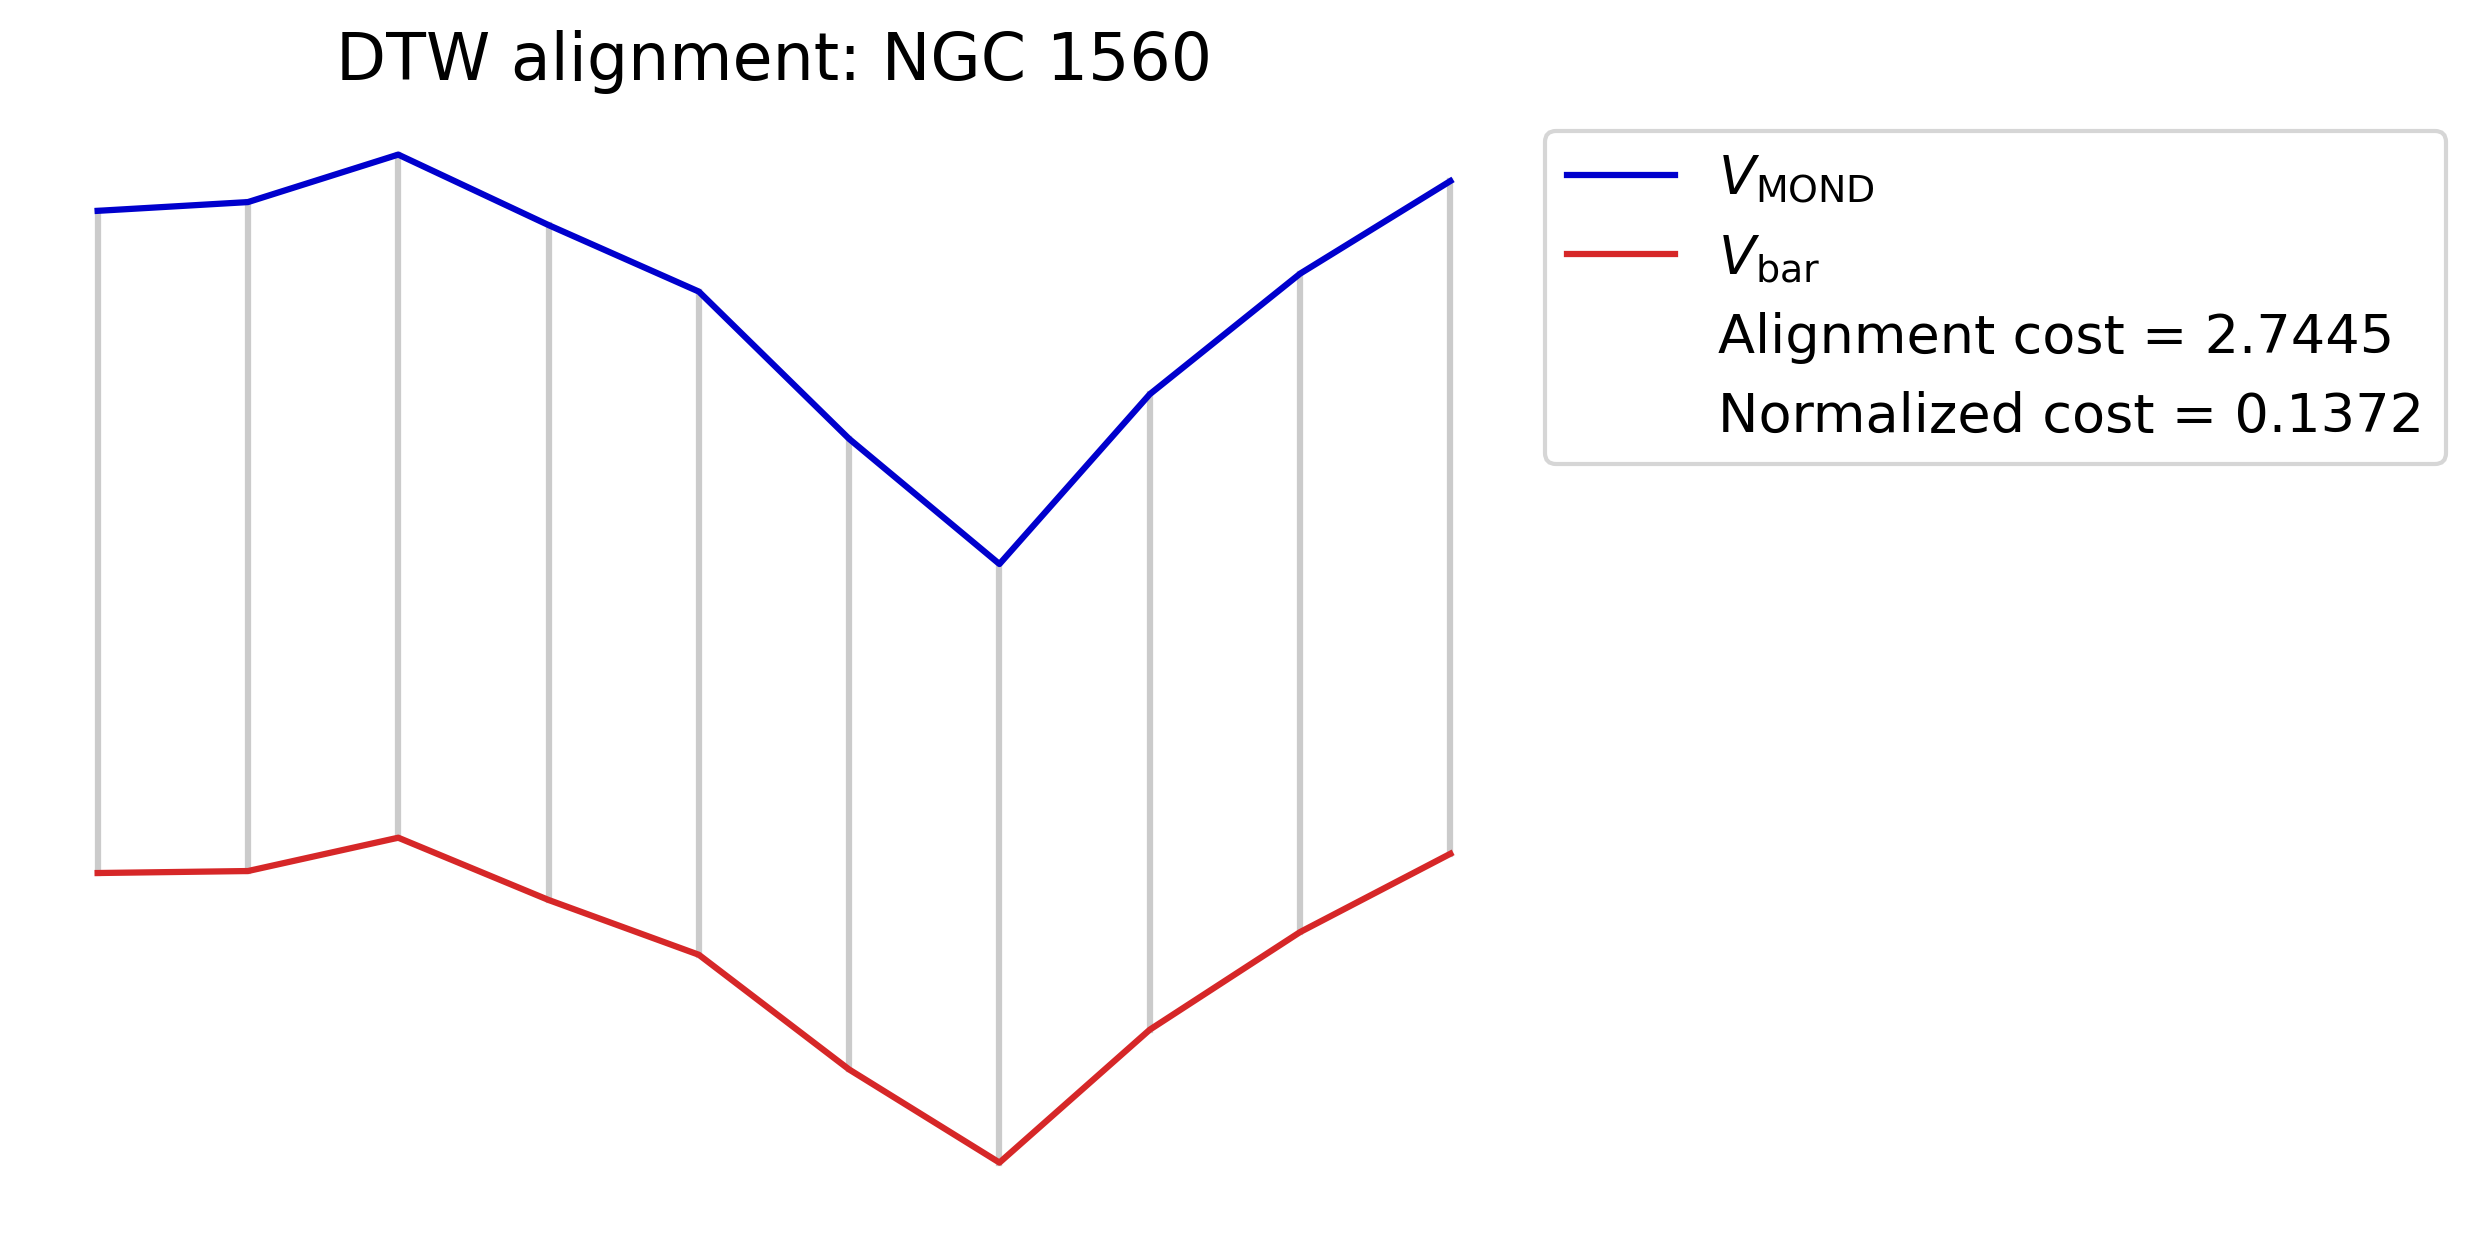 DTW alignment: NGC 1560
V_MOND
V_bar
Alignment cost = 2.7445
Normalized cost = 0.1372